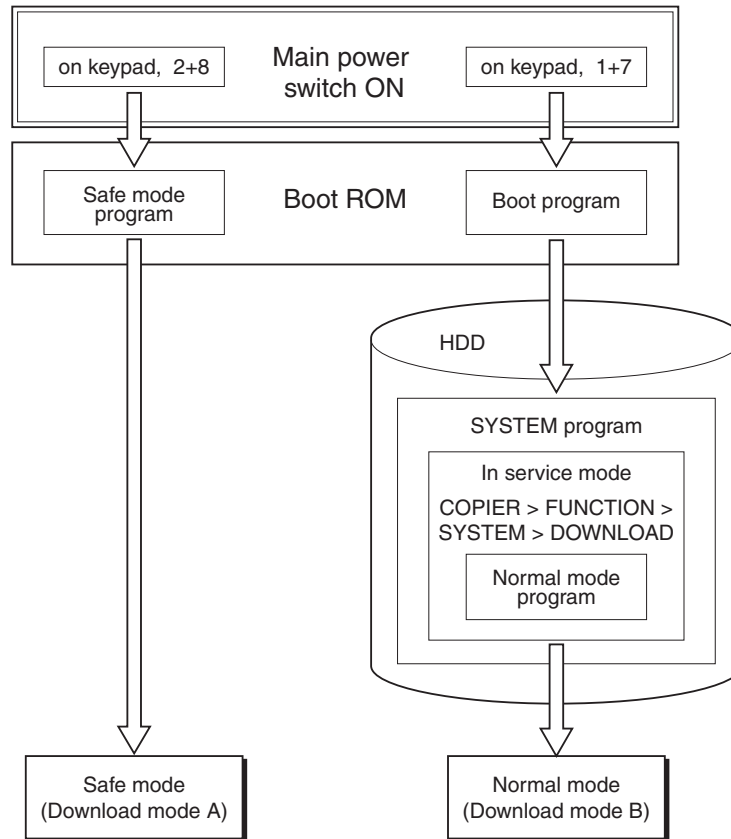 on keypad, 2+8
Main power
switch ON
on keypad, 1+7
Safe mode
program
Boot ROM
Boot program
HDD
SYSTEM program
In service mode
COPIER > FUNCTION >
SYSTEM > DOWNLOAD
Normal mode
program
Safe mode
(Download mode A)
Normal mode
(Download mode B)